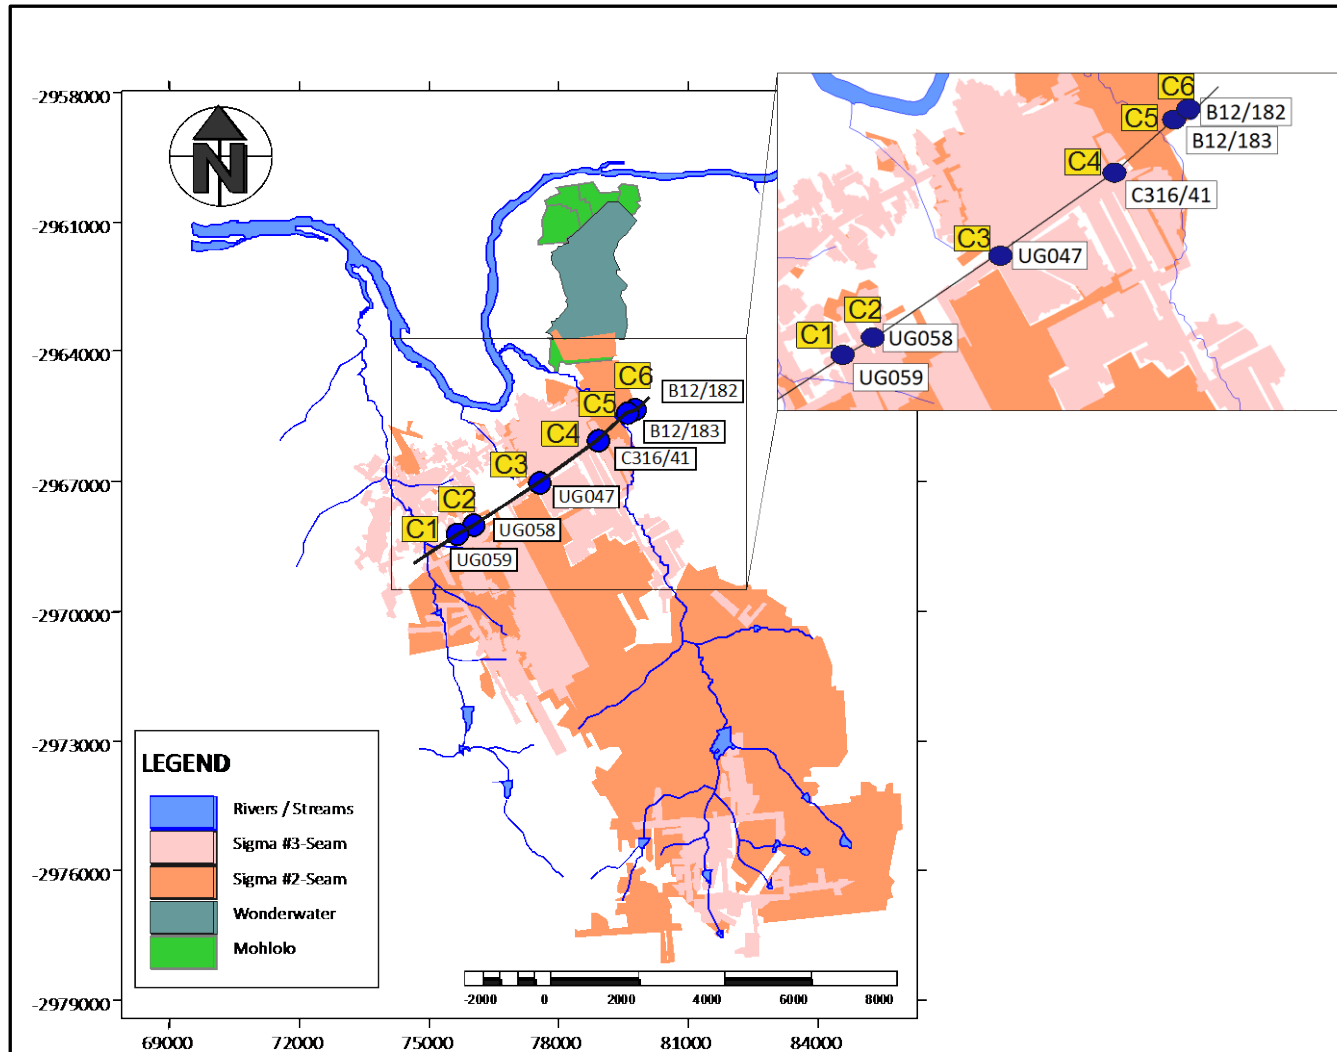 -2958000
-2961000
-2964000
-2967000
-2970000
-2973000
-2976000
-2979000
69000
72000
75000
78000
81000
84000
N
C6
B12/182
C5
B12/183
C4
C316/41
C3
UG047
C2
UG058
C1
UG059
C6
B12/182
C5
B12/183
C4
C316/41
C3
UG047
C2
UG058
C1
UG059
LEGEND
Rivers / Streams
Sigma #3-Seam
Sigma #2-Seam
Wonderwater
Mohlolo
-2000 0 2000 4000 6000 8000